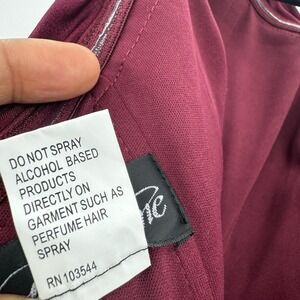 DO NOT SPRAY
ALCOHOL BASED
PRODUCTS
DIRECTLY ON
GARMENT SUCH AS
PERFUME HAIR
SPRAY
RN 103544